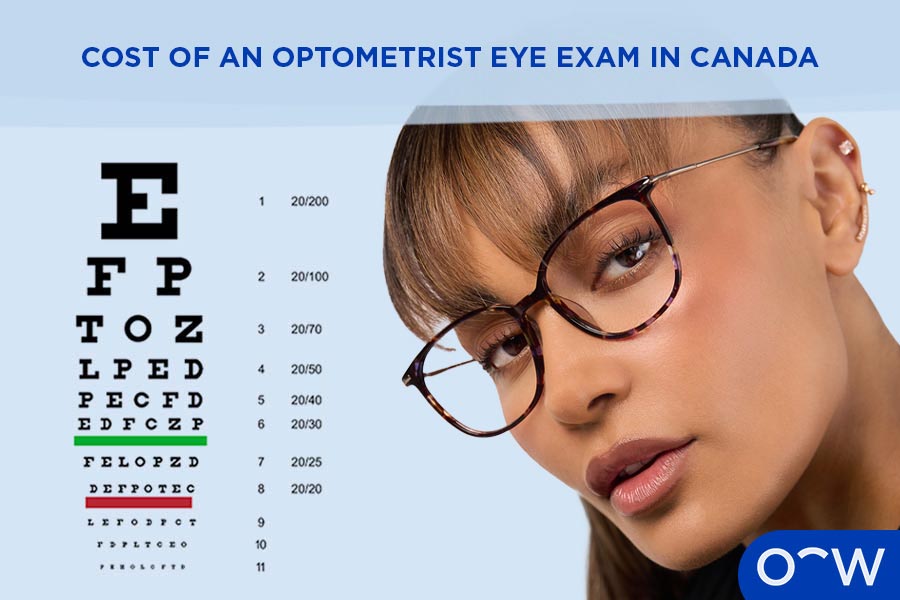 COST OF AN OPTOMETRIST EYE EXAM IN CANADA
E 1 20/200
F P 2 20/100
T O Z 3 20/70
L P E D 4 20/50
P E C F D 5 20/40
E D F C Z P 6 20/30
F E L O P Z D 7 20/25
D E F P O T E C 8 20/20
L E F O D P C T 9
F D P L T C E O 10
P E Z O L C F T D 11
OW